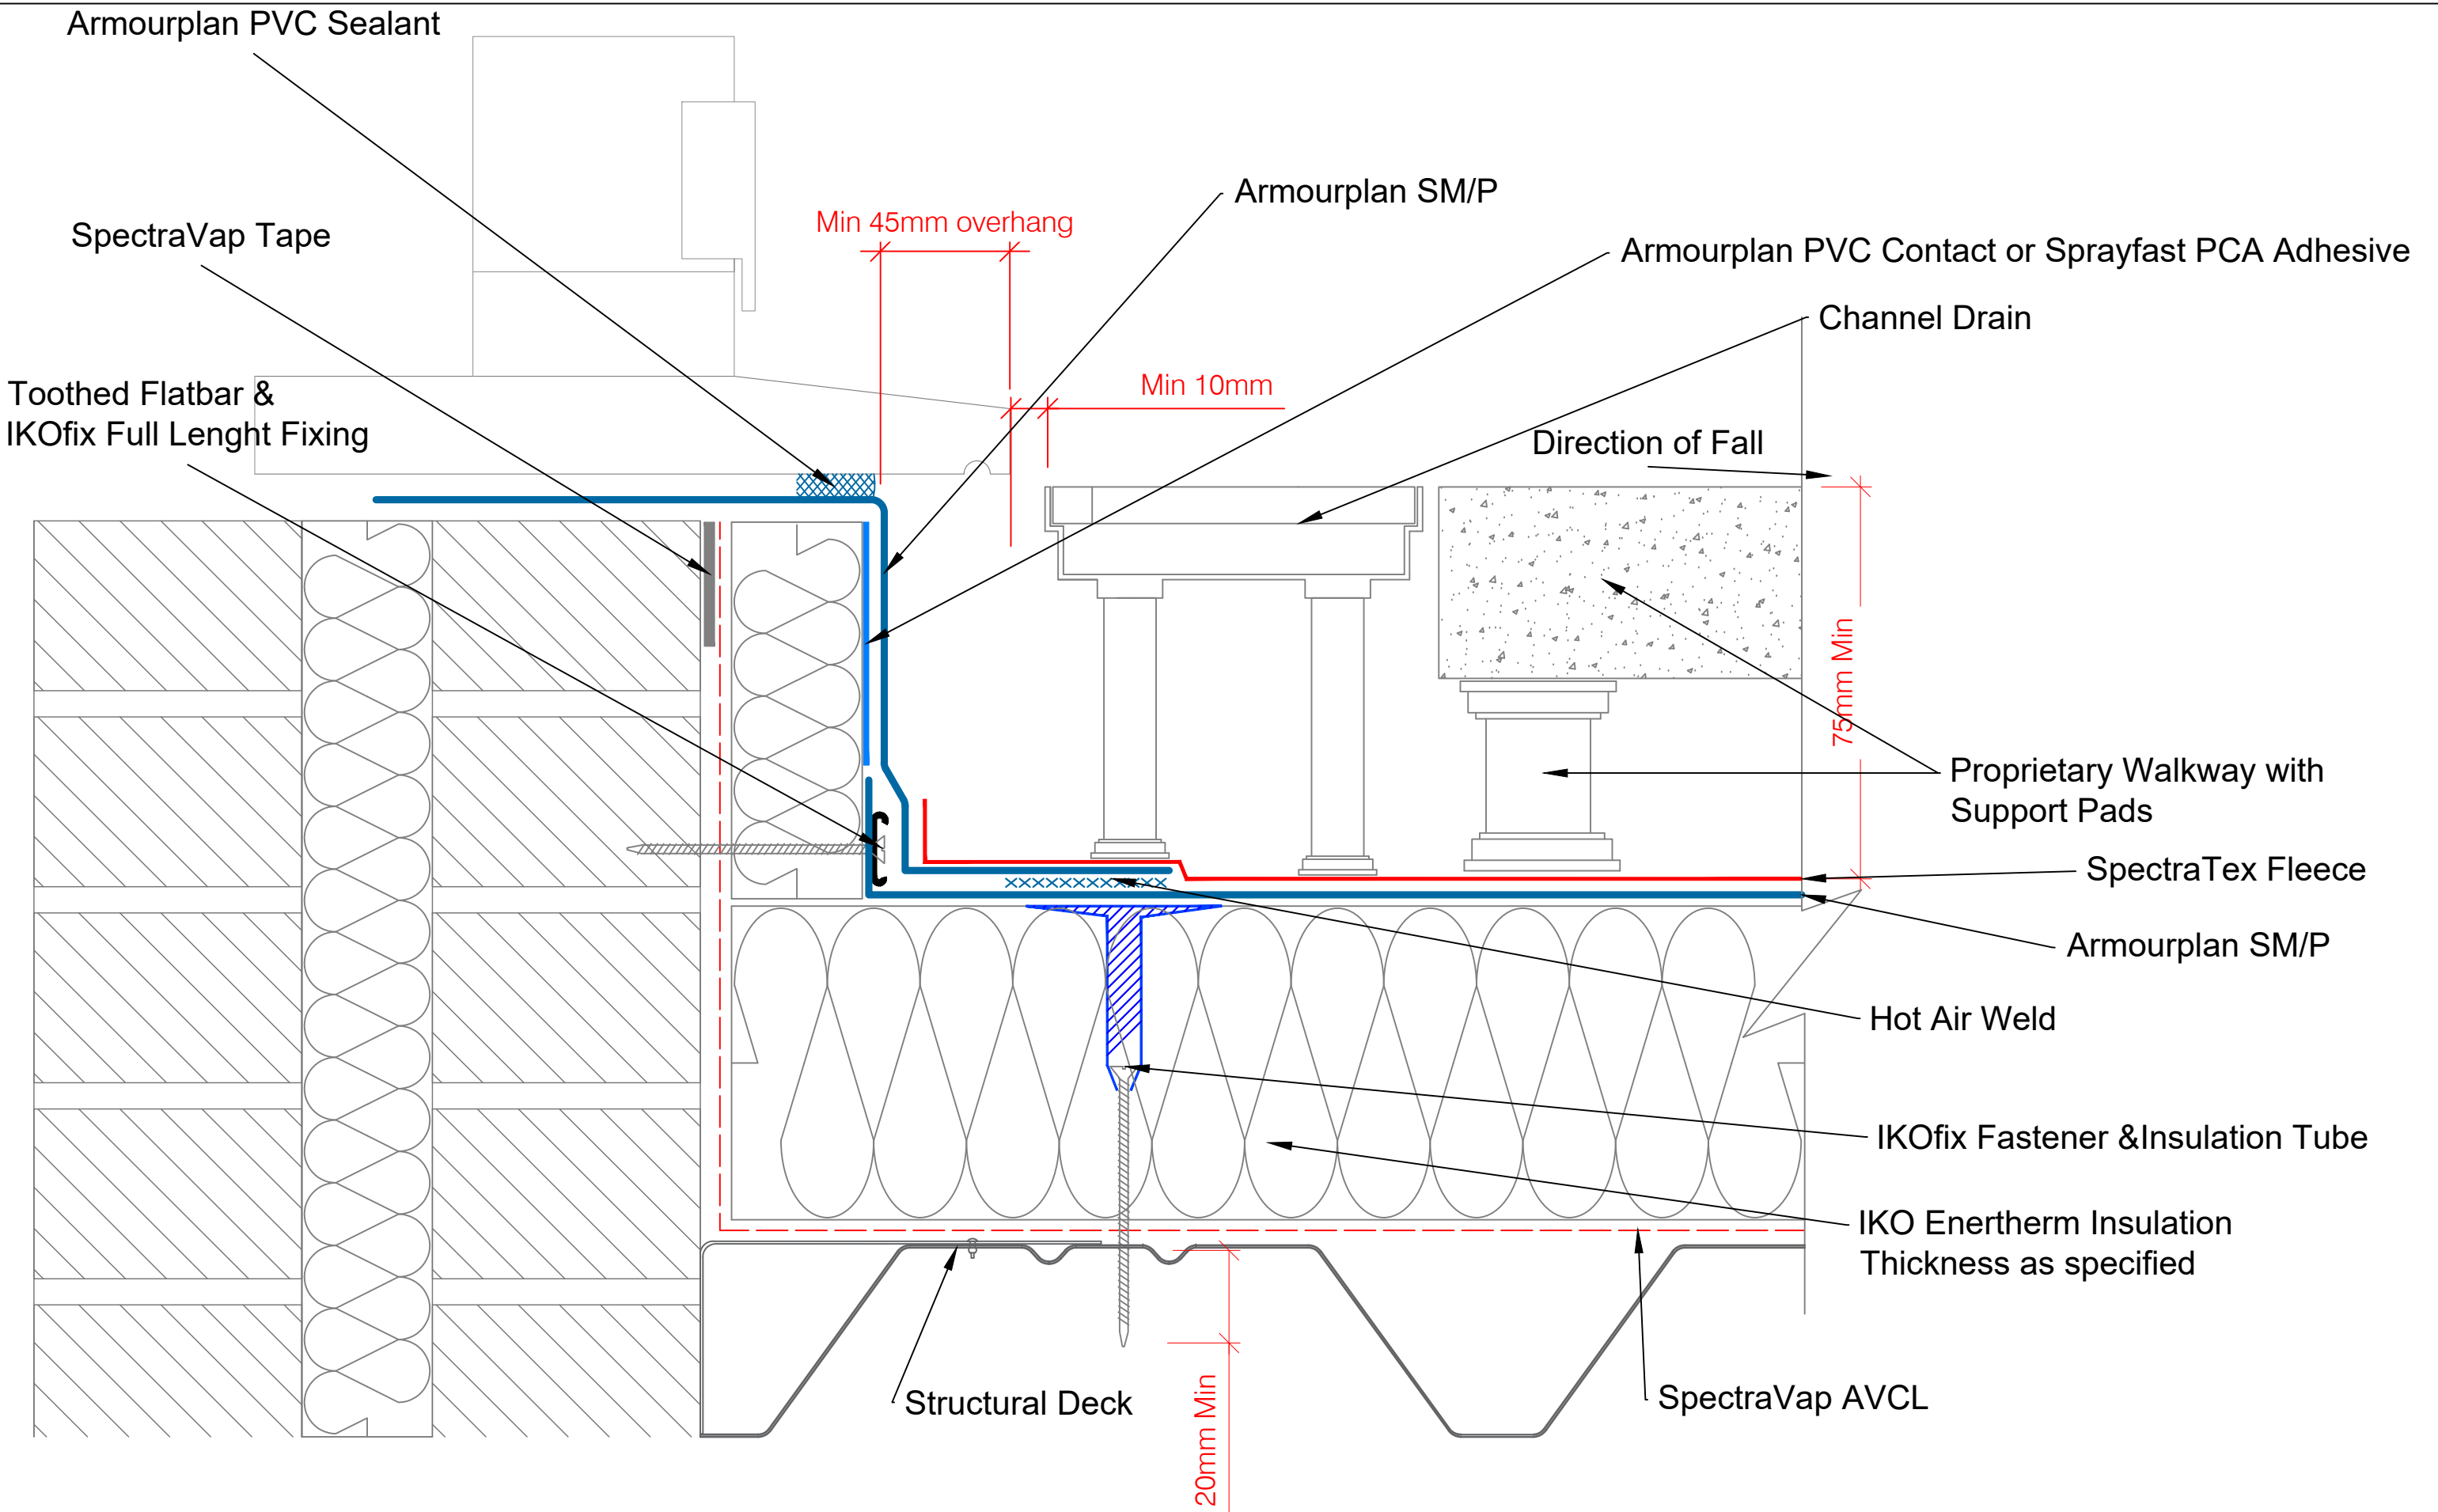 Armourplan PVC Sealant
Armourplan SM/P
Min 45mm overhang
SpectraVap Tape
Armourplan PVC Contact or Sprayfast PCA Adhesive
Channel Drain
Toothed Flatbar &
IKOfix Full Lenght Fixing
Min 10mm
Direction of Fall
75mm Min
Proprietary Walkway with
Support Pads
SpectraTex Fleece
Armourplan SM/P
Hot Air Weld
IKOfix Fastener &Insulation Tube
IKO Enertherm Insulation
Thickness as specified
Structural Deck
20mm Min
SpectraVap AVCL